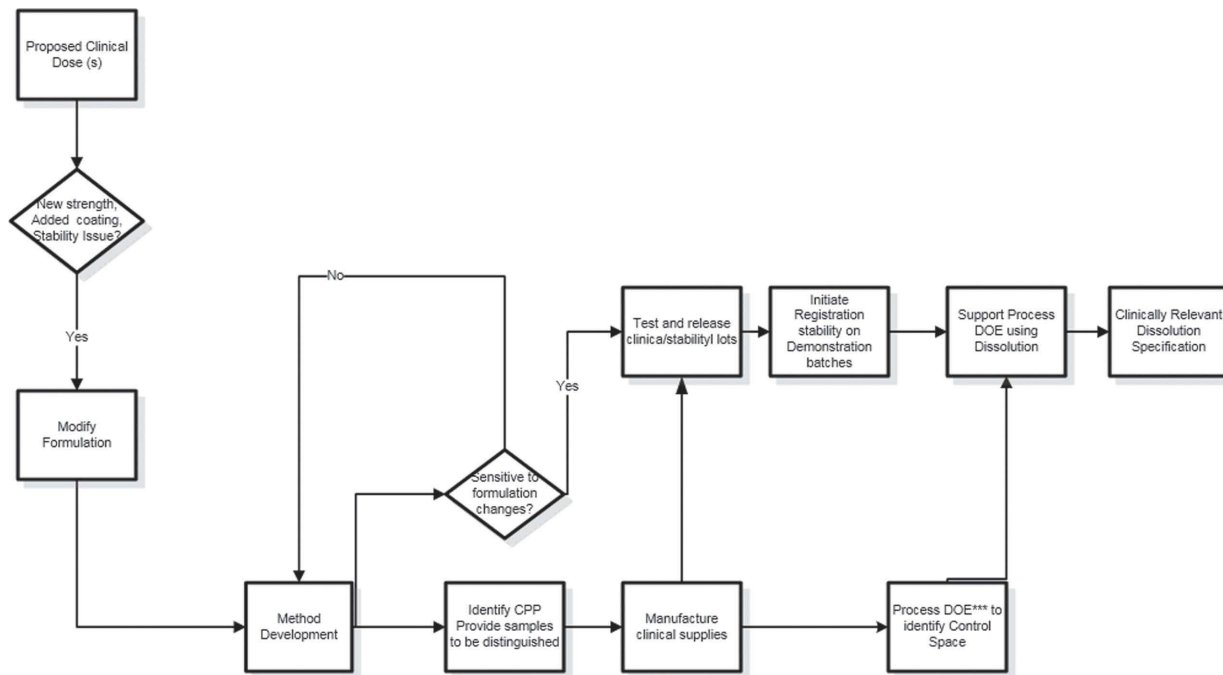 Proposed Clinical
Dose (s)
New strength,
Added coating,
Stability Issue?
Yes
Modify
Formulation
No
Sensitive to
formulation
changes?
Yes
Test and release
clinica/stabilityl lots
Initiate
Registration
stability on
Demonstration
batches
Support Process
DOE using
Dissolution
Clinically Relevant
Dissolution
Specification
Method
Development
Identify CPP
Provide samples
to be distinguished
Manufacture
clinical supplies
Process DOE*** to
identify Control
Space